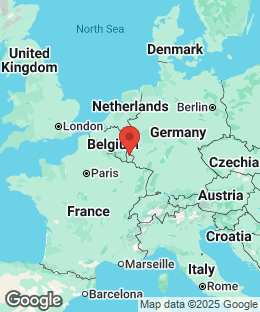 North Sea
Denmark
United
Kingdom
Netherlands
Berlin
London
Germany
Belgium
Czechia
Paris
Austria
France
Croatia
Marseille
Italy
Rome
Barcelona
Google
Map data ©2025 Google